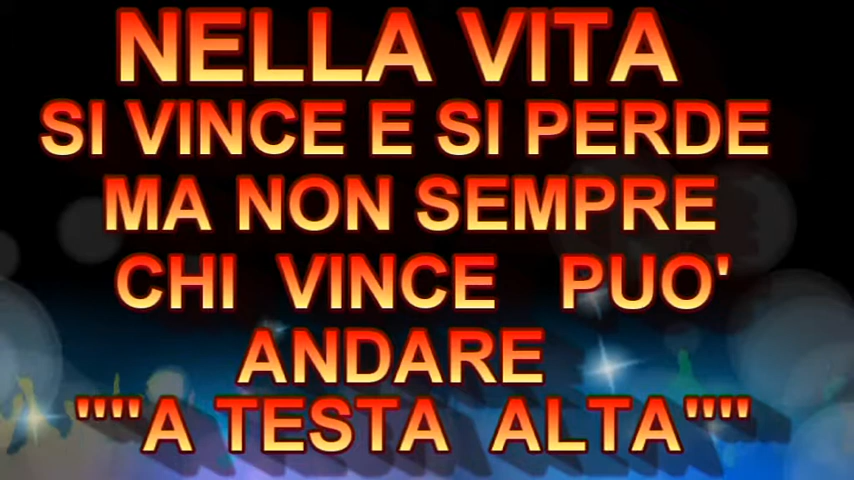 NELLA VITA
SI VINCE E SI PERDE
MA NON SEMPRE
CHI VINCE PUO'
ANDARE
""""A TESTA ALTA""""